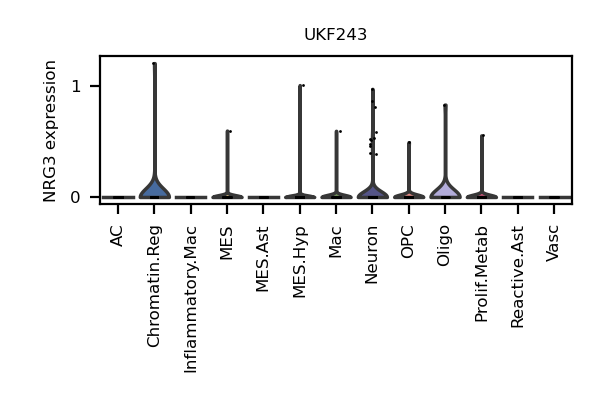 UKF243
NRG3 expression
1
0
AC
Chromatin.Reg
Inflammatory.Mac
MES
MES.Ast
MES.Hyp
Mac
Neuron
OPC
Oligo
Prolif.Metab
Reactive.Ast
Vasc